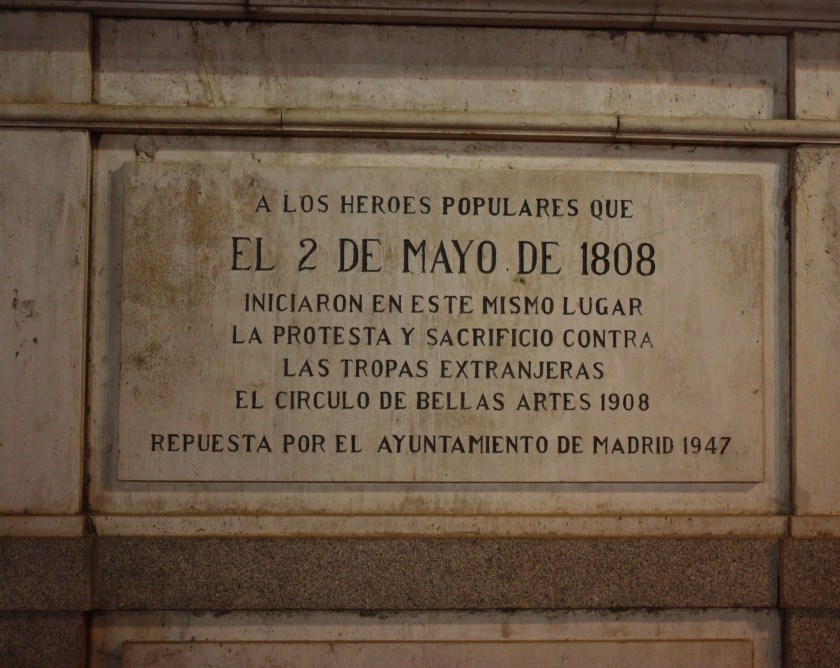 A LOS HEROES POPULARES QUE
EL 2 DE MAYO DE 1808
INICIARON EN ESTE MISMO LUGAR
LA PROTESTA Y SACRIFICIO CONTRA
LAS TROPAS EXTRANJERAS
EL CIRCULO DE BELLAS ARTES 1908
REPUESTA POR EL AYUNTAMIENTO DE MADRID 1947